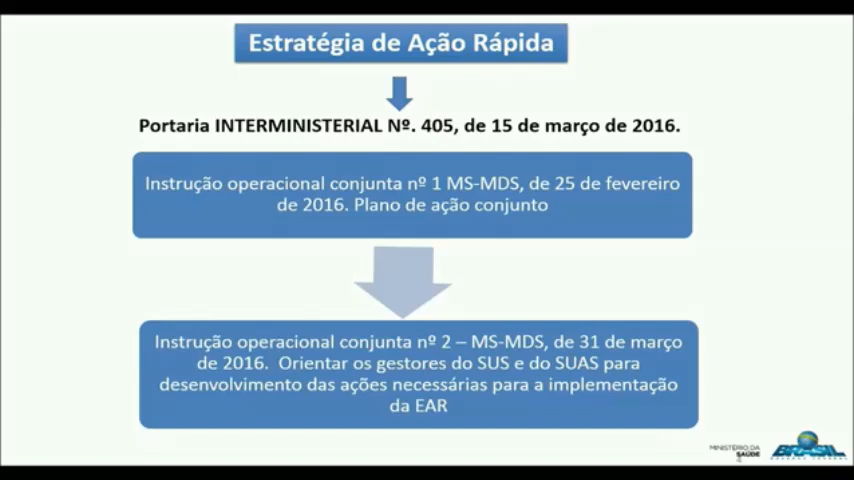 Estratégia de Ação Rápida
Portaria INTERMINISTERIAL Nº. 405, de 15 de março de 2016.
Instrução operacional conjunta nº 1 MS-MDS, de 25 de fevereiro
de 2016. Plano de ação conjunto
Instrução operacional conjunta nº 2 – MS-MDS, de 31 de março
de 2016. Orientar os gestores do SUS e do SUAS para
desenvolvimento das ações necessárias para a implementação
da EAR
MINISTÉRIO DA
SAÚDE
BRASIL